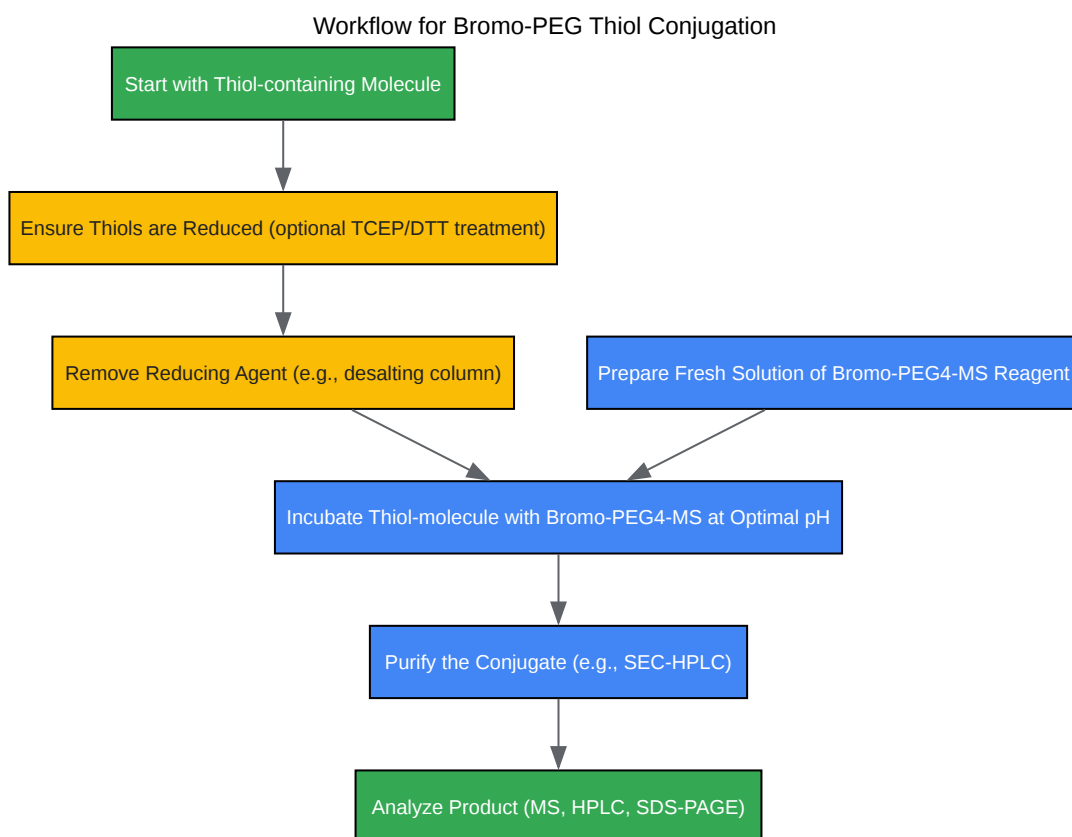 Workflow for Bromo-PEG Thiol Conjugation
Start with Thiol-containing Molecule
Ensure Thiols are Reduced (optional TCEP/DTT treatment)
Remove Reducing Agent (e.g., desalting column)
Prepare Fresh Solution of Bromo-PEG4-MS Reagent
Incubate Thiol-molecule with Bromo-PEG4-MS at Optimal pH
Purify the Conjugate (e.g., SEC-HPLC)
Analyze Product (MS, HPLC, SDS-PAGE)